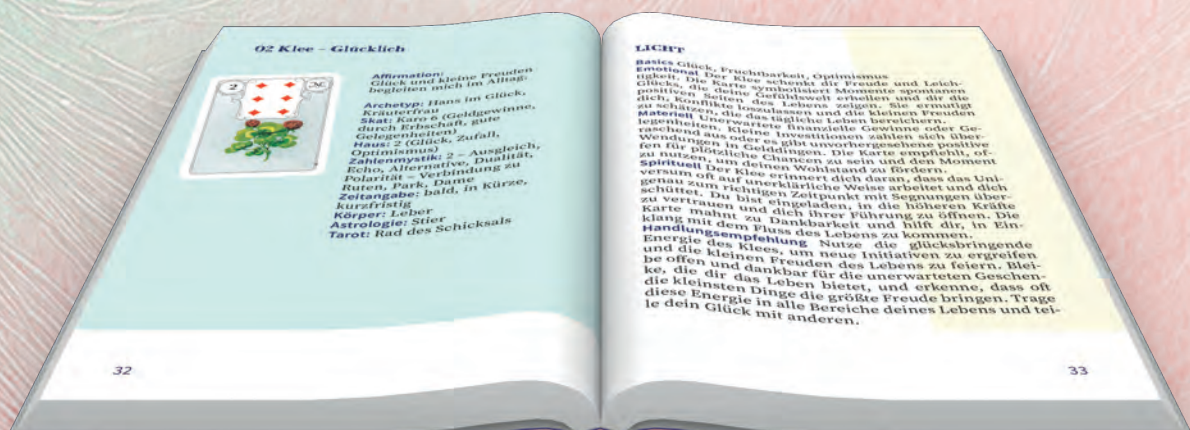 02 Klee – Glücklich
2
Affirmation:
Glück und kleine Freuden
begleiten mich im Alltag.
Archetyp: Hans im Glück,
Kräuterfrau
Skat: Karo 6 (Geldgewinne,
durch Erbschaft, gute
Gelegenheiten)
Haus: 2 (Glück, Zufall,
Optimismus)
Zahlenmystik: 2 – Ausgleich,
Echo, Alternative, Dualität,
Polarität – Verbindung zu
Ruten, Park, Dame
Zeitangabe: bald, in Kürze,
kurzfristig
Körper: Leber
Astrologie: Stier
Tarot: Rad des Schicksals
32
LICHT
Basics Glück, Fruchtbarkeit, Optimismus
Emotional Der Klee schenkt dir Freude und Leich-
tigkeit. Die Karte symbolisiert Momente spontanen
Glücks, die deine Gefühlswelt erhellen und dir die
positiven Seiten des Lebens zeigen. Sie ermutigt
dich, Konflikte loszulassen und die kleinen Freuden
zu schätzen, die das tägliche Leben bereichern.
Materiell Unerwartete finanzielle Gewinne oder Ge-
legenheiten. Kleine Investitionen zahlen sich über-
raschend aus oder es gibt unvorhergesehene positive
Wendungen in Gelddingen. Die Karte empfiehlt, of-
fen für plötzliche Chancen zu sein und den Moment
zu nutzen, um deinen Wohlstand zu fördern.
Spirituell Der Klee erinnert dich daran, dass das Uni-
versum oft auf unerklärliche Weise arbeitet und dich
genau zum richtigen Zeitpunkt mit Segnungen über-
schüttet. Du bist eingeladen, in die höheren Kräfte
zu vertrauen und dich ihrer Führung zu öffnen. Die
Karte mahnt zu Dankbarkeit und hilft dir, in Ein-
klang mit dem Fluss des Lebens zu kommen.
Handlungsempfehlung Nutze die glücksbringende
Energie des Klees, um neue Initiativen zu ergreifen
und die kleinen Freuden des Lebens zu feiern. Blei-
be offen und dankbar für die unerwarteten Geschen-
ke, die dir das Leben bietet, und erkenne, dass oft
die kleinsten Dinge die größte Freude bringen. Trage
diese Energie in alle Bereiche deines Lebens und tei-
le dein Glück mit anderen.
33